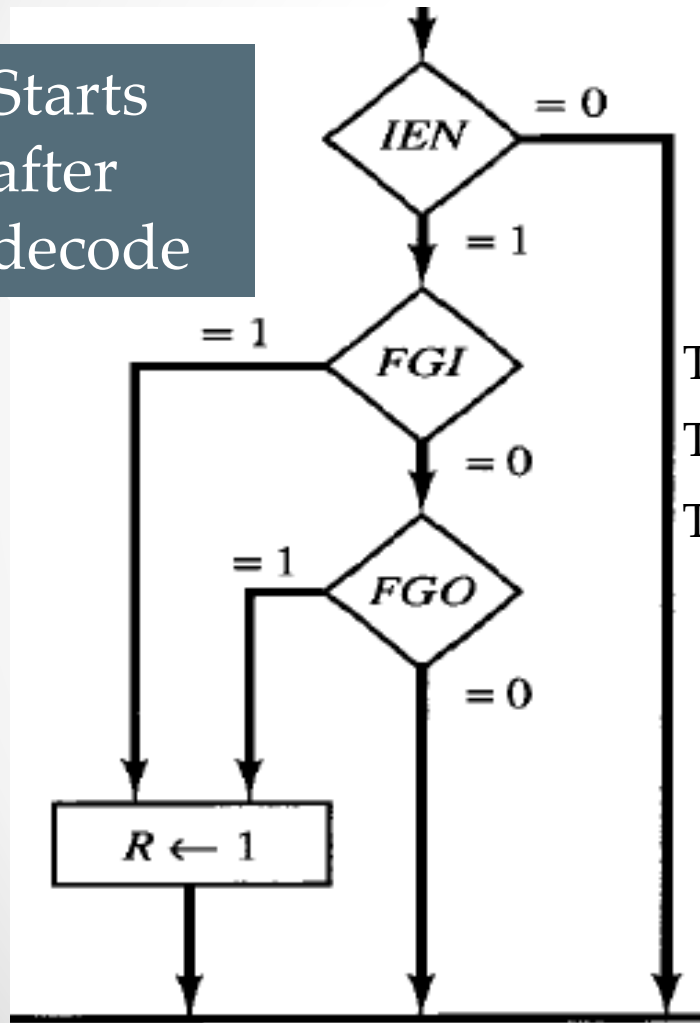 Starts
after
decode
IEN
= 0
= 1
FGI
= 1
= 0
FGO
= 1
= 0
R ← 1
T
T
T